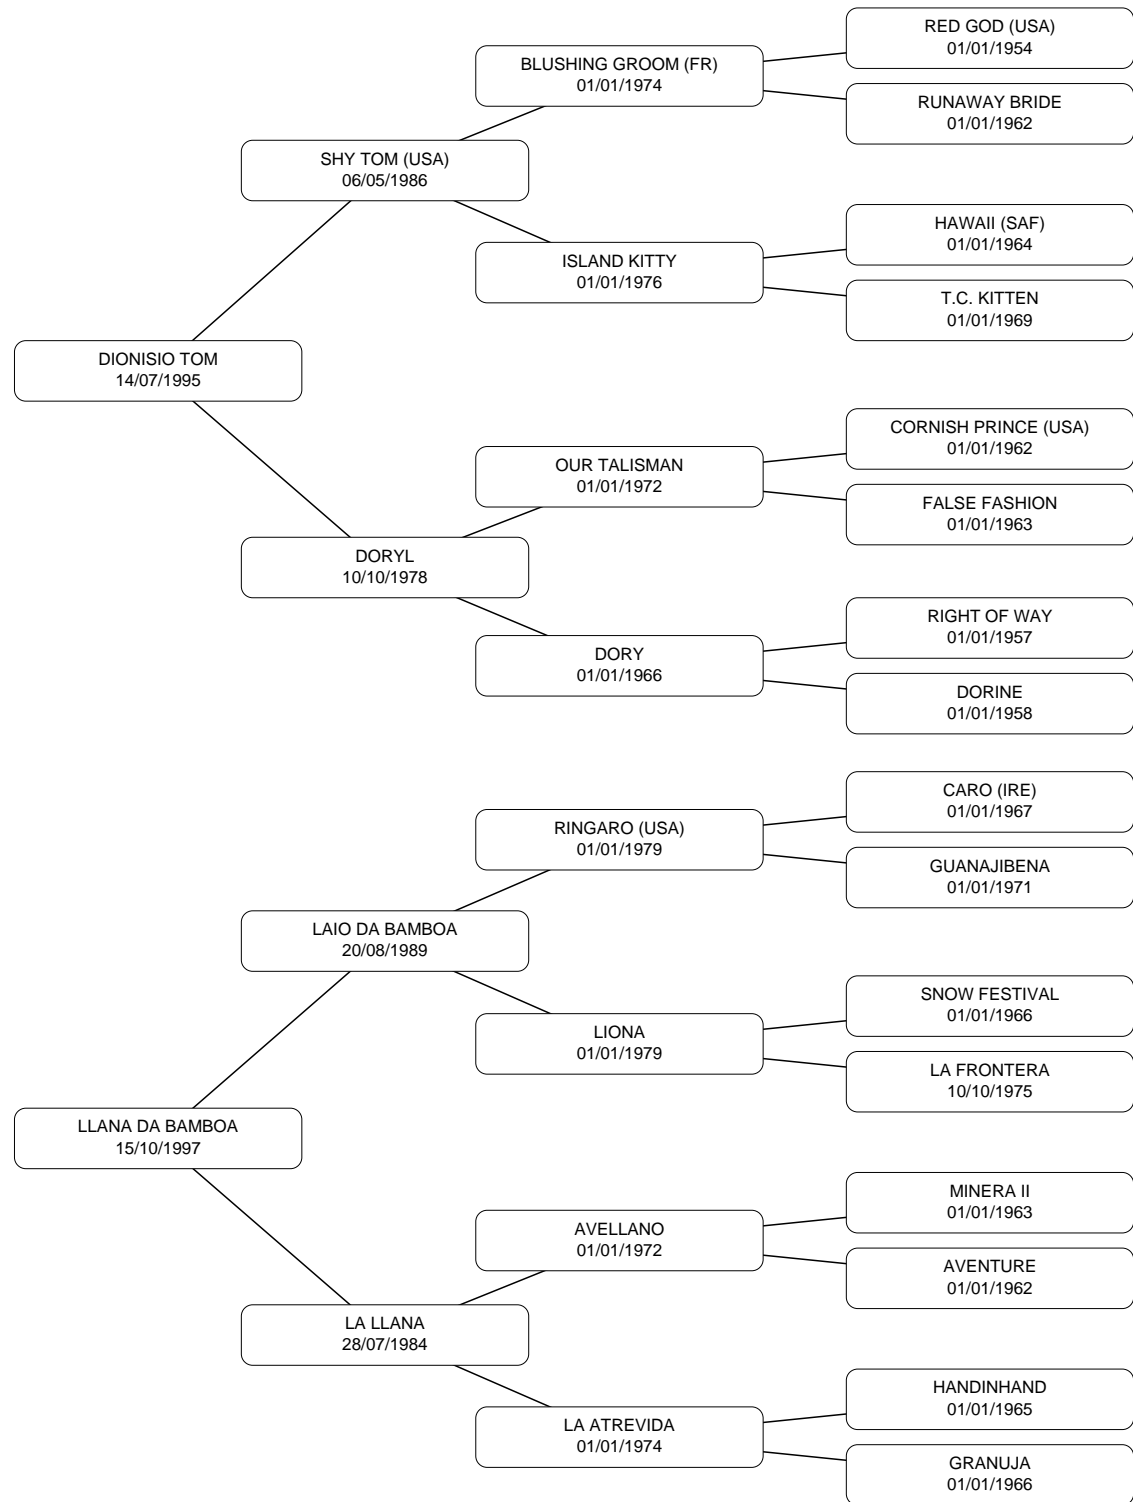 RED GOD (USA)
01/01/1954
BLUSHING GROOM (FR)
01/01/1974
RUNAWAY BRIDE
01/01/1962
SHY TOM (USA)
06/05/1986
HAWAII (SAF)
01/01/1964
ISLAND KITTY
01/01/1976
T.C. KITTEN
01/01/1969
DIONISIO TOM
14/07/1995
CORNISH PRINCE (USA)
01/01/1962
OUR TALISMAN
01/01/1972
FALSE FASHION
01/01/1963
DORYL
10/10/1978
RIGHT OF WAY
01/01/1957
DORY
01/01/1966
DORINE
01/01/1958
CARO (IRE)
01/01/1967
RINGARO (USA)
01/01/1979
GUANAJIBENA
01/01/1971
LAIO DA BAMBOA
20/08/1989
SNOW FESTIVAL
01/01/1966
LIONA
01/01/1979
LA FRONTERA
10/10/1975
LLANA DA BAMBOA
15/10/1997
MINERA II
01/01/1963
AVELLANO
01/01/1972
AVENTURE
01/01/1962
LA LLANA
28/07/1984
HANDINHAND
01/01/1965
LA ATREVIDA
01/01/1974
GRANUJA
01/01/1966